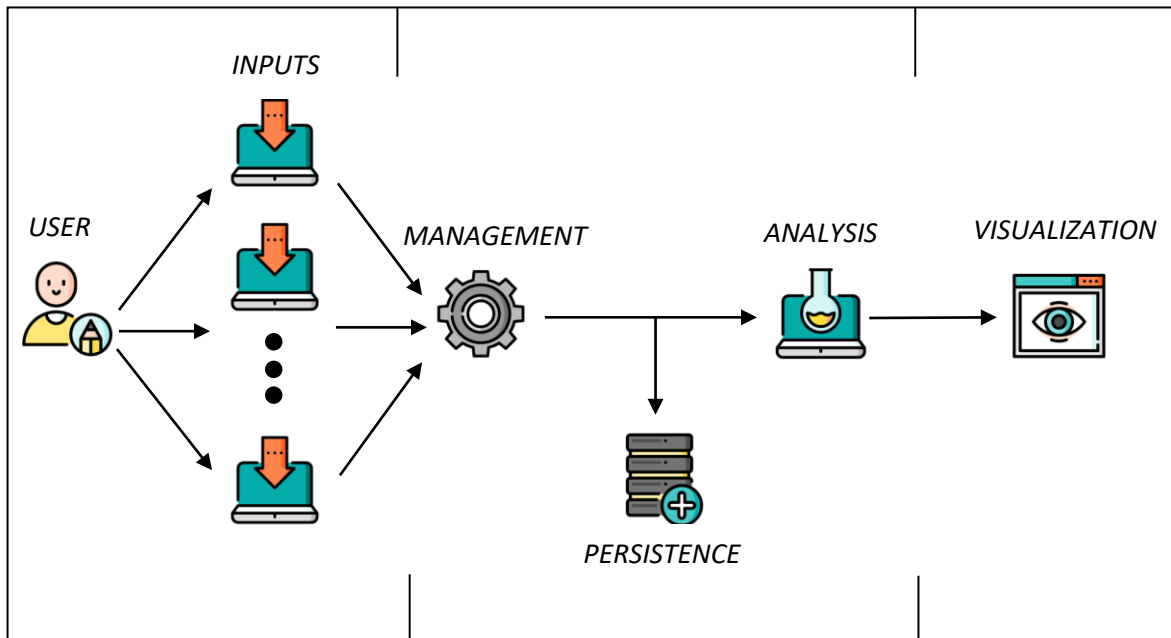 INPUTS
USER
MANAGEMENT
ANALYSIS
VISUALIZATION
PERSISTENCE